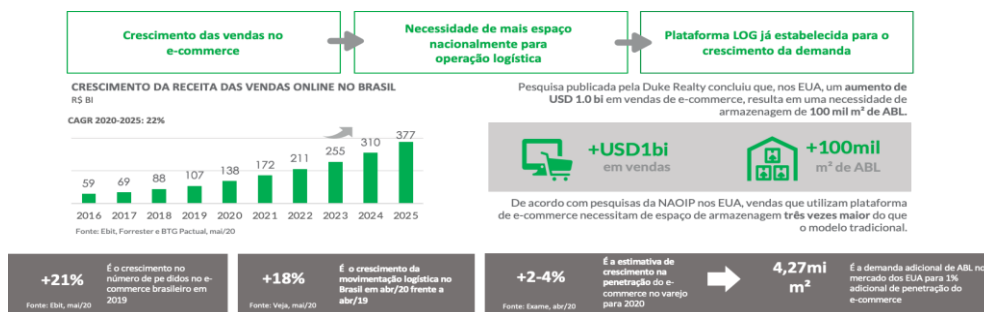 Crescimento das vendas no
e-commerce
Necessidade de mais espaço
nacionalmente para
operação logística
Plataforma LOG já estabelecida para o
crescimento da demanda
CRESCIMENTO DA RECEITA DAS VENDAS ONLINE NO BRASIL
R$ BI
CAGR 2020-2025: 22%
59 69 88 107 138 172 211 255 310 377
2016 2017 2018 2019 2020 2021 2022 2023 2024 2025
Fonte: Ebit, Forrester e BTG Pactual, mai/20
Pesquisa publicada pela Duke Realty concluiu que, nos EUA, um aumento de
USD 1.0 bi em vendas de e-commerce, resulta em uma necessidade de
armazenagem de 100 mil m² de ABL.
+USD1bi
em vendas
+100mil
m² de ABL
De acordo com pesquisas da NAOIP nos EUA, vendas que utilizam plataforma
de e-commerce necessitam de espaço de armazenagem três vezes maior do que
o modelo tradicional.
+21%
É o crescimento no
número de pe didos no e-
commerce brasileiro em
2019
Fonte: Ebit, mai/20
+18%
É o crescimento da
movimentação logística no
Brasil em abr/20 frente a
abr/19
Fonte: Veja, mai/20
+2-4%
É a estimativa de
crescimento na
penetração do e-
commerce no varejo
para 2020
Fonte: Exame, abr/20
4,27mi
m²
É a demanda adicional de ABL no
mercado dos EUA para 1%
adicional de penetração do
e-commerce